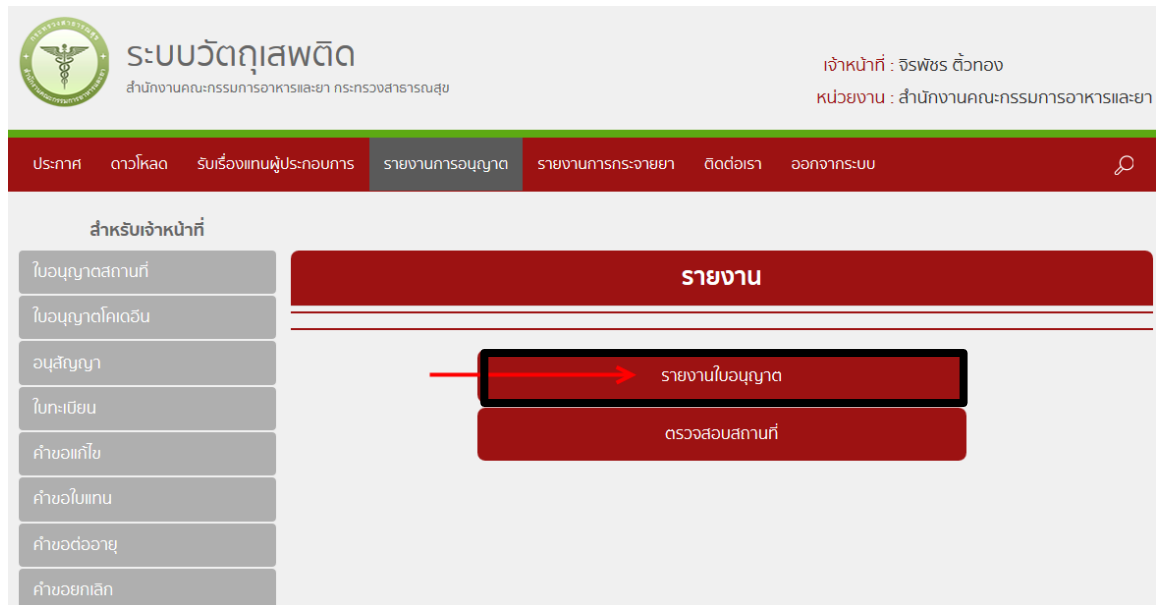 ระบบวัตถุเสพติด
สำนักงานคณะกรรมการอาหารและยา กระทรวงสาธารณสุข
เจ้าหน้าที่ : จิรพัชร ติ้วทอง
หน่วยงาน : สำนักงานคณะกรรมการอาหารและยา
ประกาศ ดาวโหลด รับเรื่องแทนผู้ประกอบการ รายงานการอนุญาต รายงานการกระจายยา ติดต่อเรา ออกจากระบบ
สำหรับเจ้าหน้าที่
ใบอนุญาตสถานที่
ใบอนุญาตโคเดอีน
อนุสัญญา
ใบทะเบียน
คำขอแก้ไข
คำขอใบแทน
คำขอต่ออายุ
คำขอยกเลิก
รายงาน
รายงานใบอนุญาต
ตรวจสอบสถานที่